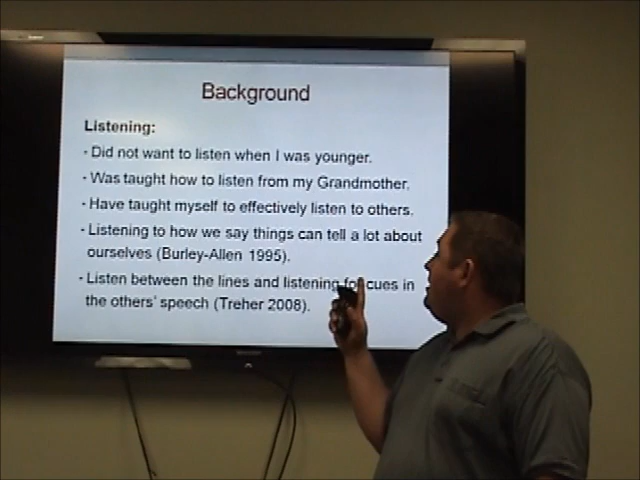 Background
Listening:
- Did not want to listen when I was younger.
- Was taught how to listen from my Grandmother.
- Have taught myself to effectively listen to others.
- Listening to how we say things can tell a lot about
ourselves (Burley-Allen 1995).
- Listen between the lines and listening for cues in
the others' speech (Treher 2008).